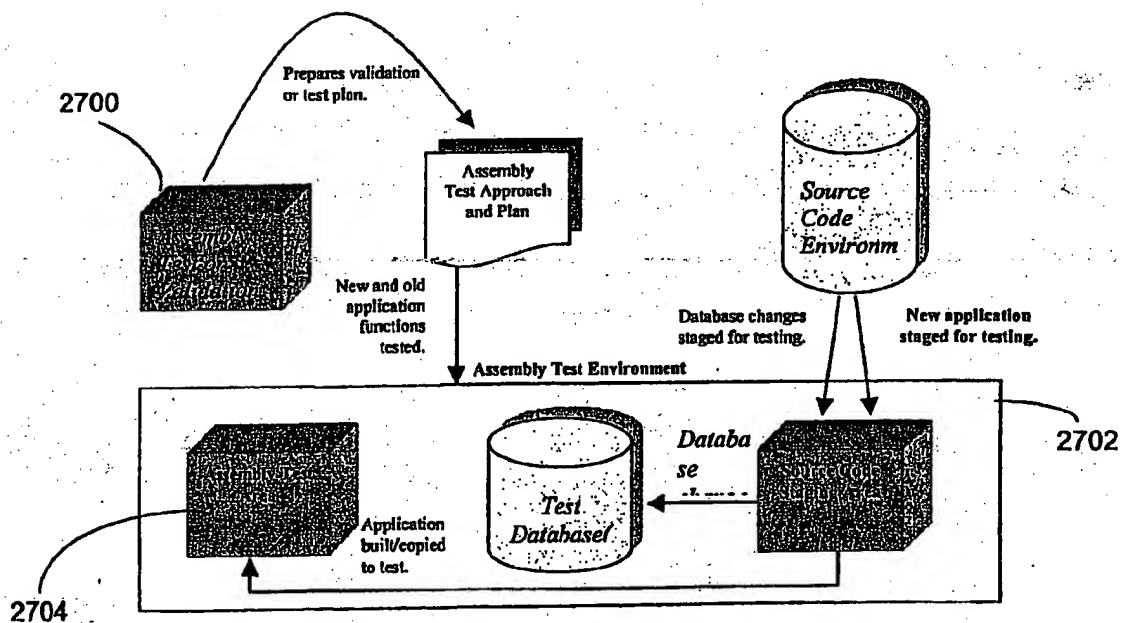 Prepares validation
or test plan.
2700
Assembly
Test Approach
and Plan
Source
Code
Environm
New and old
application
functions
tested.
Database changes
staged for testing.
New application
staged for testing.
Assembly Test Environment
2702
Databa
se
Source Code
Test
Database/
Application
built/copied
to test.
2704